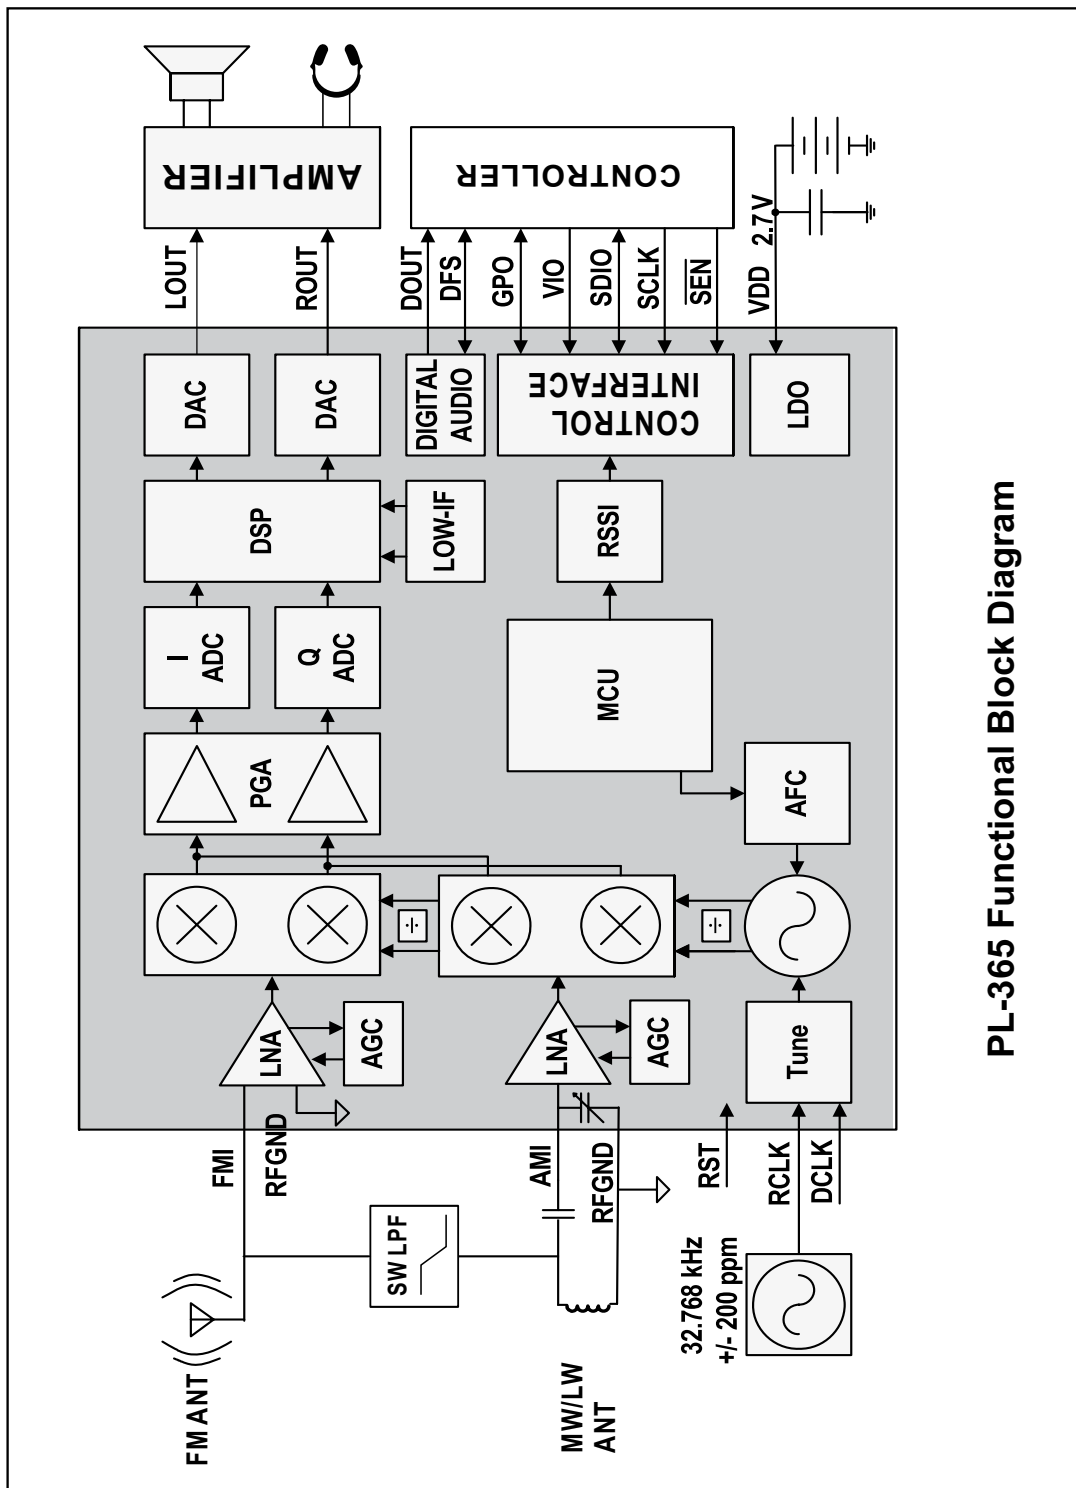 FM ANT
FMI
RFGND
LNA
AGC
SW LPF
MW/LW
ANT
AMI
RFGND
LNA
AGC
÷
÷
PGA
I
ADC
Q
ADC
DSP
LOW-IF
DAC
DAC
LOUT
ROUT
AMPLIFIER
DIGITAL
AUDIO
DOUT
DFS
CONTROL
INTERFACE
GPO
VIO
SDIO
SCLK
SEN
CONTROLLER
RSSI
MCU
AFC
Tune
RST
RCLK
DCLK
32.768 kHz
+/- 200 ppm
LDO
VDD 2.7V
PL-365 Functional Block Diagram